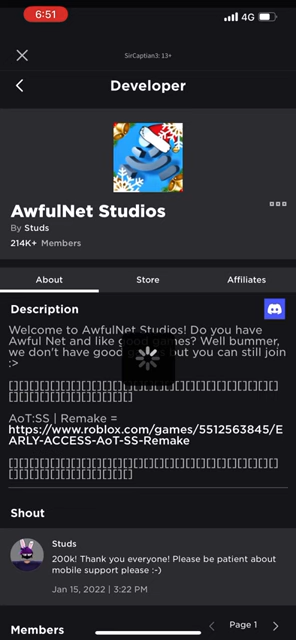 6:51
4G
SirCaptian3: 13+
Developer
AwfulNet Studios
By Studs
214K+ Members
About Store Affiliates
Description
Welcome to AwfulNet Studios! Do you have
Awful Net and like good games? Well bummer,
we don't have good games but you can still join
:>
AoT:SS | Remake =
https://www.roblox.com/games/5512563845/E
ARLY-ACCESS-AoT-SS-Remake
Shout
Studs
200k! Thank you everyone! Please be patient about
mobile support please :-)
Jan 15, 2022 | 3:22 PM
Members
Page 1